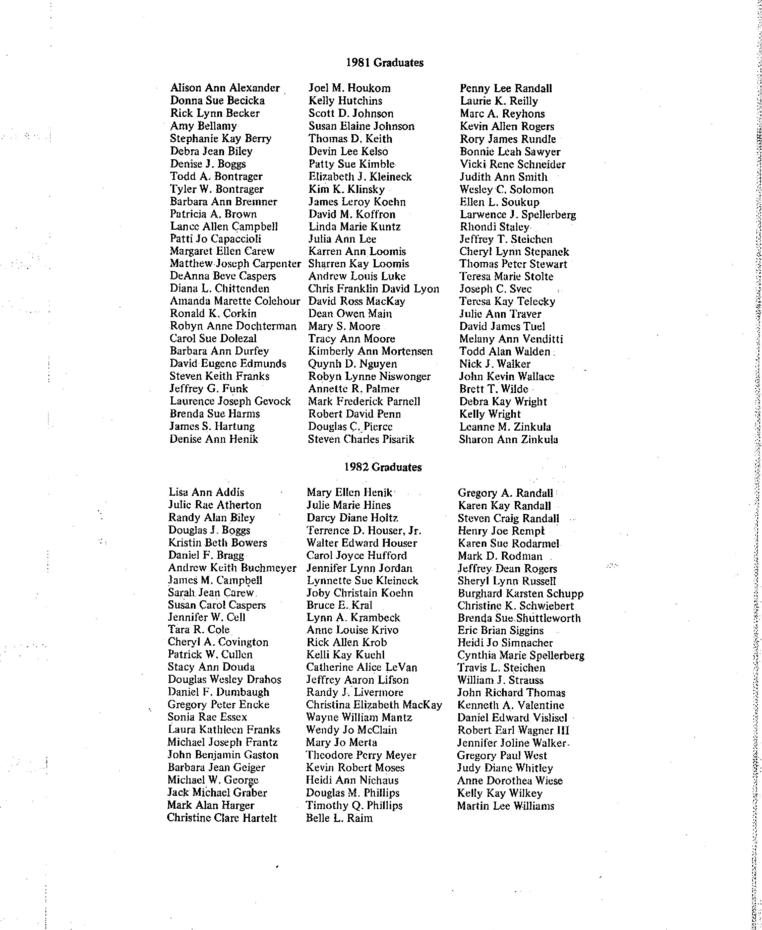 1981 Graduates
Alison Ann Alexander
Donna Sue Becicka
Rick Lynn Becker
Amy Bellamy
Stephanie Kay Berry
Debra Jean Biley
Denise J. Boggs
Todd A. Bontrager
Tyler W. Bontrager
Barbara Ann Bremner
Patricia A. Brown
Lance Allen Campbell
Patti Jo Capaccioli
Margaret Ellen Carew
Matthew Joseph Carpenter
DeAnna Beve Caspers
Diana L. Chittenden
Amanda Marette Colehour
Ronald K. Corkin
Robyn Anne Dochterman
Carol Sue Dolezal
Barbara Ann Durfey
David Eugene Edmunds
Steven Keith Franks
Jeffrey G. Funk
Laurence Joseph Gevock
Brenda Sue Harms
James S. Hartung
Denise Ann Henik
Joel M. Houkom
Kelly Hutchins
Scott D. Johnson
Susan Elaine Johnson
Thomas D. Keith
Devin Lee Kelso
Patty Sue Kimble
Elizabeth J. Kleineck
Kim K. Klinsky
James Leroy Koehn
David M. Koffron
Linda Marie Kuntz
Julia Ann Lee
Karren Ann Loomis
Sharren Kay Loomis
Andrew Louis Luke
Chris Franklin David Lyon
David Ross MacKay
Dean Owen Main
Mary S. Moore
Tracy Ann Moore
Kimberly Ann Mortensen
Quynh D. Nguyen
Robyn Lynne Niswonger
Annette R. Palmer
Mark Frederick Parnell
Robert David Penn
Douglas C. Pierce
Steven Charles Pisarik
Penny Lee Randall
Laurie K. Reilly
Marc A. Reyhons
Kevin Allen Rogers
Rory James Rundle
Bonnie Leah Sawyer
Vicki Rene Schneider
Judith Ann Smith
Wesley C. Solomon
Ellen L. Soukup
Larwence J. Spellerberg
Rhondi Staley
Jeffrey T. Steichen
Cheryl Lynn Stepanek
Thomas Peter Stewart
Teresa Marie Stolte
Joseph C. Svec
Teresa Kay Telecky
Julie Ann Traver
David James Tuel
Melany Ann Venditti
Todd Alan Walden
Nick J. Walker
John Kevin Wallace
Brett T. Wilde
Debra Kay Wright
Kelly Wright
Leanne M. Zinkula
Sharon Ann Zinkula
1982 Graduates
Lisa Ann Addis
Julie Rae Atherton
Randy Alan Biley
Douglas J. Boggs
Kristin Beth Bowers
Daniel F. Bragg
Andrew Keith Buchmeyer
James M. Campbell
Sarah Jean Carew
Susan Carol Caspers
Jennifer W. Cell
Tara R. Cole
Cheryl A. Covington
Patrick W. Cullen
Stacy Ann Douda
Douglas Wesley Drahos
Daniel F. Dumbaugh
Gregory Peter Encke
Sonia Rae Essex
Laura Kathleen Franks
Michael Joseph Frantz
John Benjamin Gaston
Barbara Jean Geiger
Michael W. George
Jack Michael Graber
Mark Alan Harger
Christine Clare Hartelt
Mary Ellen Henik
Julie Marie Hines
Darcy Diane Holtz
Terrence D. Houser, Jr.
Walter Edward Houser
Carol Joyce Hufford
Jennifer Lynn Jordan
Lynnette Sue Kleineck
Joby Christain Koehn
Bruce E. Kral
Lynn A. Krambeck
Anne Louise Krivo
Rick Allen Krob
Kelli Kay Kuehl
Catherine Alice LeVan
Jeffrey Aaron Lifson
Randy J. Livermore
Christina Elizabeth MacKay
Wayne William Mantz
Wendy Jo McClain
Mary Jo Merta
Theodore Perry Meyer
Kevin Robert Moses
Heidi Ann Niehaus
Douglas M. Phillips
Timothy Q. Phillips
Belle L. Raim
Gregory A. Randall
Karen Kay Randall
Steven Craig Randall
Henry Joe Rempt
Karen Sue Rodarmel
Mark D. Rodman
Jeffrey Dean Rogers
Sheryl Lynn Russell
Burghard Karsten Schupp
Christine K. Schwiebert
Brenda Sue Shuttleworth
Eric Brian Siggins
Heidi Jo Simnacher
Cynthia Marie Spellerberg
Travis L. Steichen
William J. Strauss
John Richard Thomas
Kenneth A. Valentine
Daniel Edward Vislisel
Robert Earl Wagner III
Jennifer Joline Walker
Gregory Paul West
Judy Diane Whitley
Anne Dorothea Wiese
Kelly Kay Wilkey
Martin Lee Williams